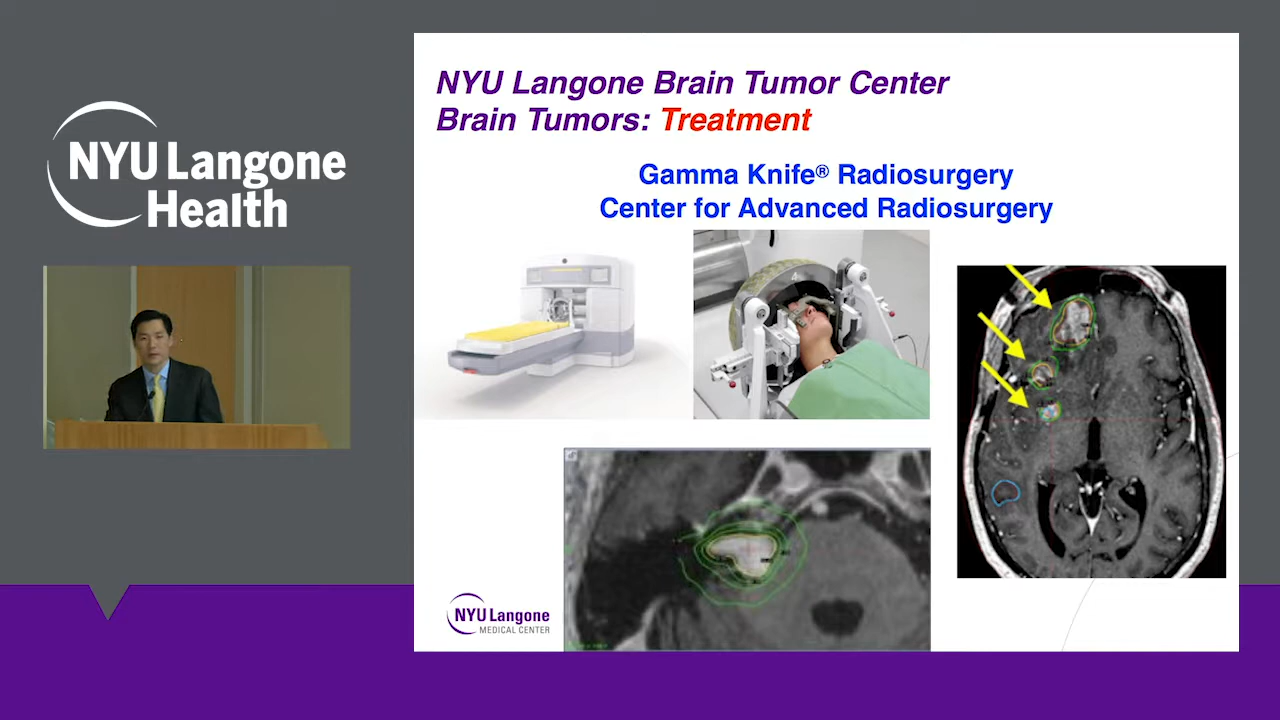 NYU Langone
Health
NYU Langone Brain Tumor Center
Brain Tumors: Treatment
Gamma Knife® Radiosurgery
Center for Advanced Radiosurgery
NYU Langone
MEDICAL CENTER